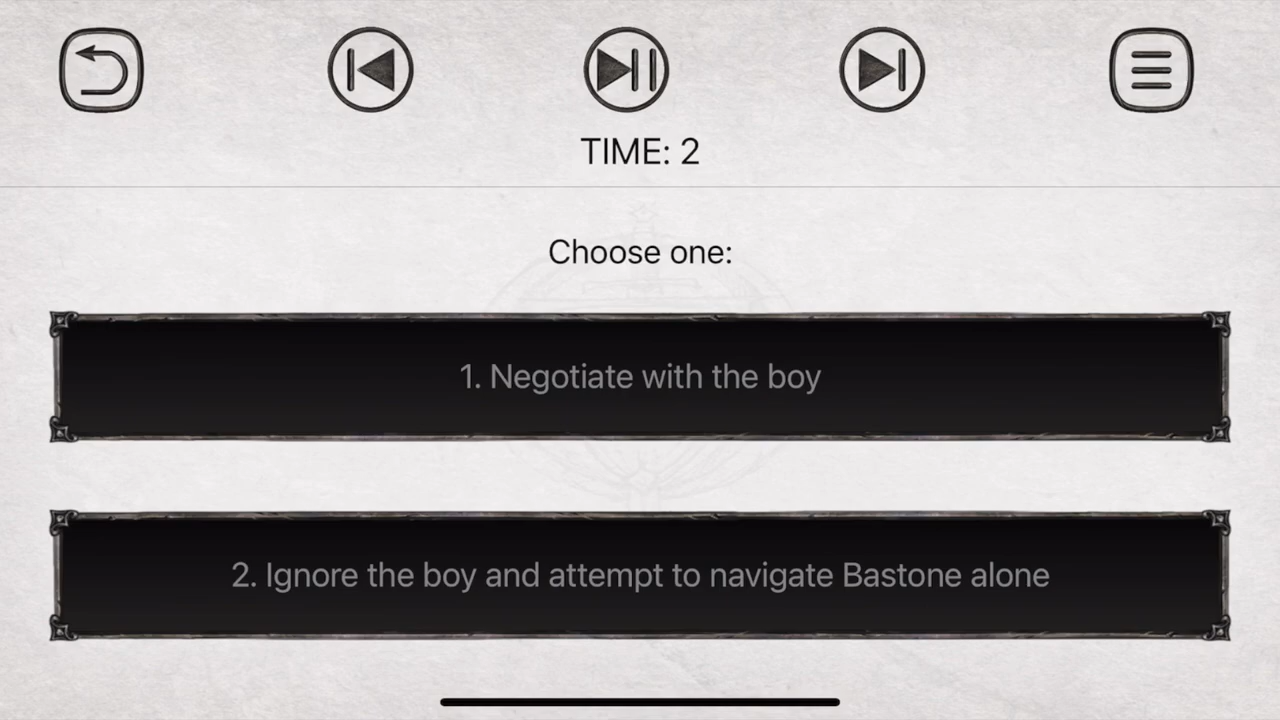 TIME: 2
Choose one:
1. Negotiate with the boy
2. Ignore the boy and attempt to navigate Bastone alone